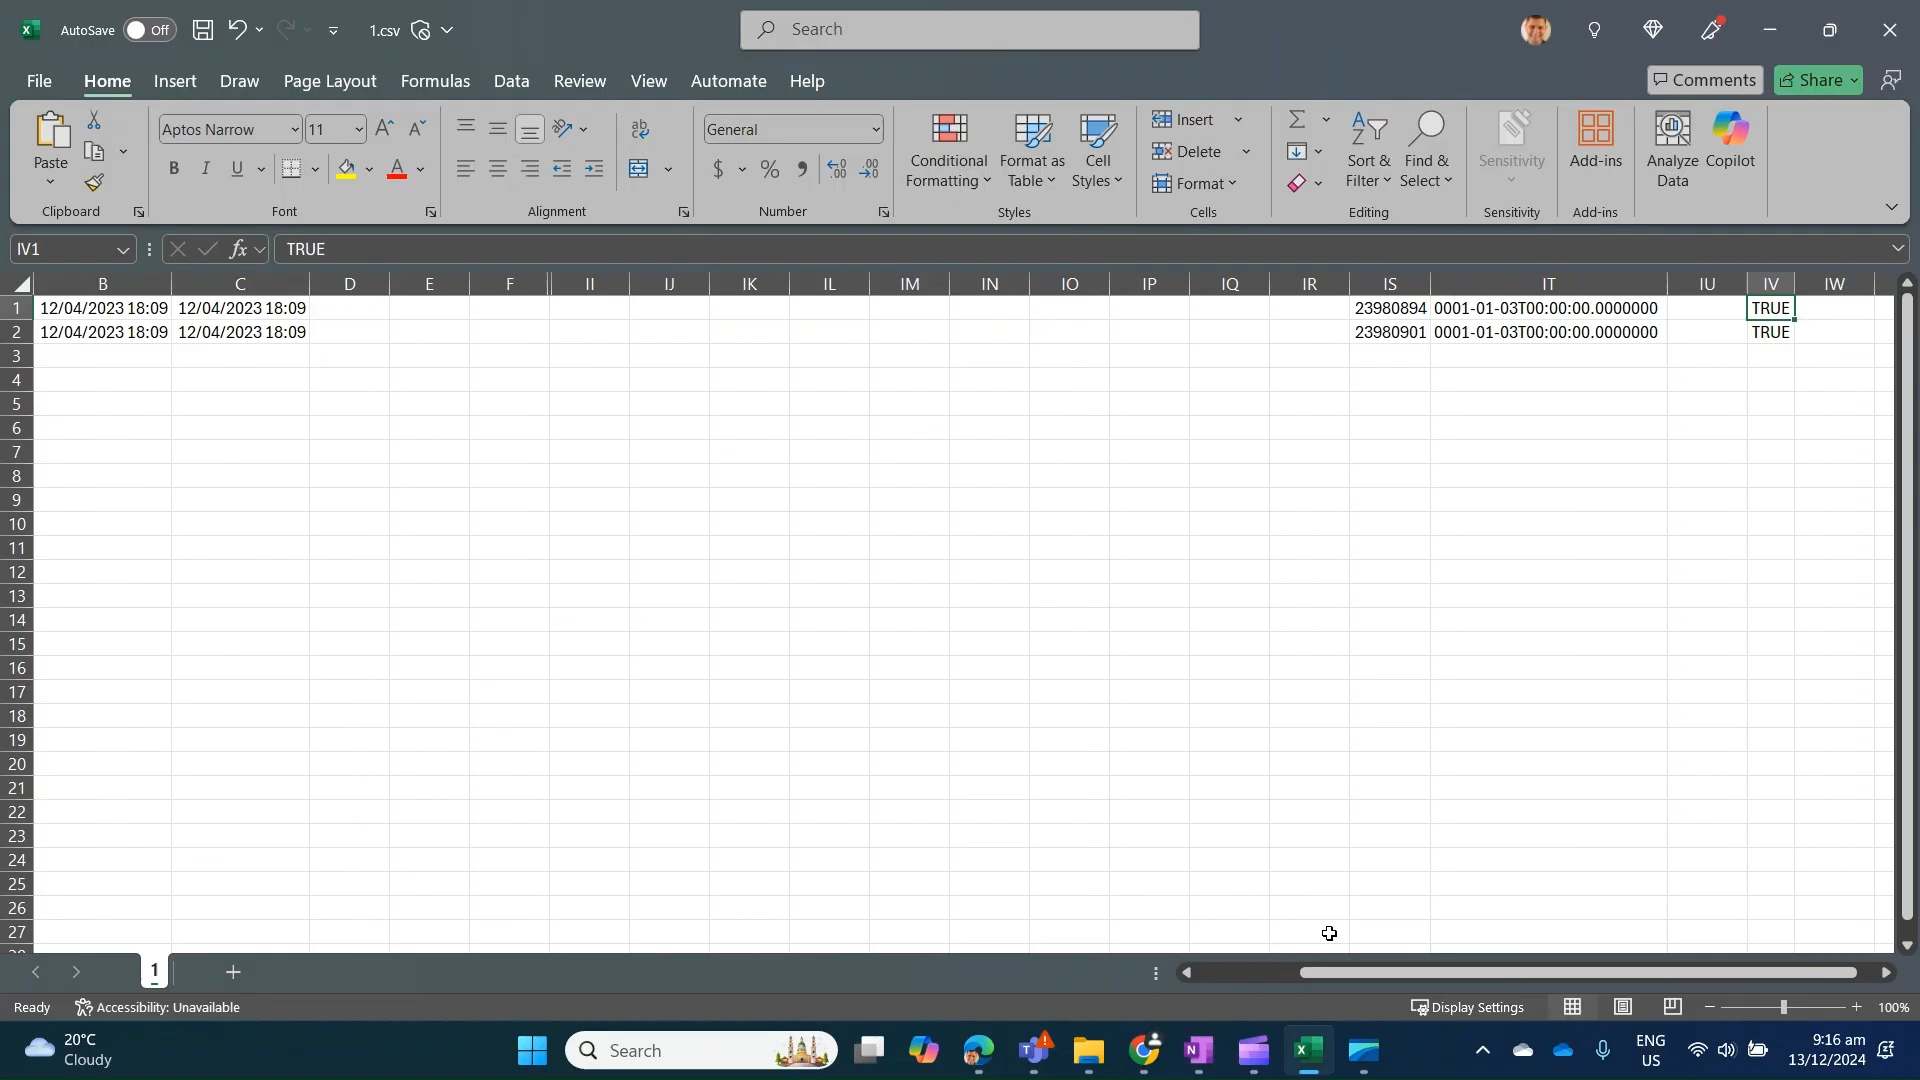 AutoSave Off 1.csv Search
File Home Insert Draw Page Layout Formulas Data Review View Automate Help Comments Share
Paste
Clipboard
Aptos Narrow 11
B I U
Font
ab
Alignment
General
$ % 9
Number
Conditional Formatting
Format as Table
Cell Styles
Styles
Insert
Delete
Format
Cells
Sort & Filter
Find & Select
Editing
Sensitivity
Sensitivity
Add-ins
Add-ins
Analyze Data
Copilot
IV1 fx TRUE
B C D E F II IJ IK IL IM IN IO IP IQ IR IS IT IU IV IW
1 12/04/2023 18:09 12/04/2023 18:09 23980894 0001-01-03T00:00:00.0000000 TRUE
2 12/04/2023 18:09 12/04/2023 18:09 23980901 0001-01-03T00:00:00.0000000 TRUE
3
4
5
6
7
8
9
10
11
12
13
14
15
16
17
18
19
20
21
22
23
24
25
26
27
1
Ready Accessibility: Unavailable Display Settings 100%
20°C
Cloudy
Search
ENG
US
9:16 am
13/12/2024